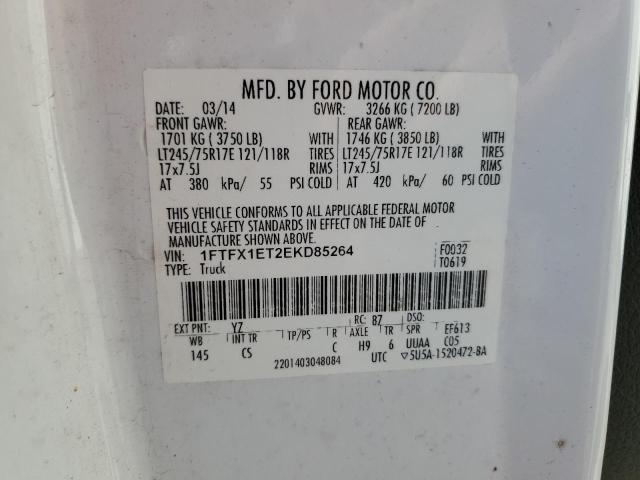 MFD. BY FORD MOTOR CO.
DATE: 03/14 GVWR: 3266 KG ( 7200 LB)
FRONT GAWR: REAR GAWR:
1701 KG ( 3750 LB) WITH 1746 KG ( 3850 LB) WITH
LT245/75R17E 121/118R TIRES LT245/75R17E 121/118R TIRES
17x7.5J RIMS 17x7.5J RIMS
AT 380 kPa/ 55 PSI COLD AT 420 kPa/ 60 PSI COLD
THIS VEHICLE CONFORMS TO ALL APPLICABLE FEDERAL MOTOR
VEHICLE SAFETY STANDARDS IN EFFECT ON THE DATE OF
MANUFACTURE SHOWN ABOVE.
VIN: 1FTFX1ET2EKD85264 F0032
TYPE: Truck T0619
EXT PNT: YZ RC: 87 DSO:
WB INT TR TP/PS R AXLE TR SPR EF613
145 CS C H9 6 UUAA C05
2201403048084 UTC ▽5U5A-1520472-BA